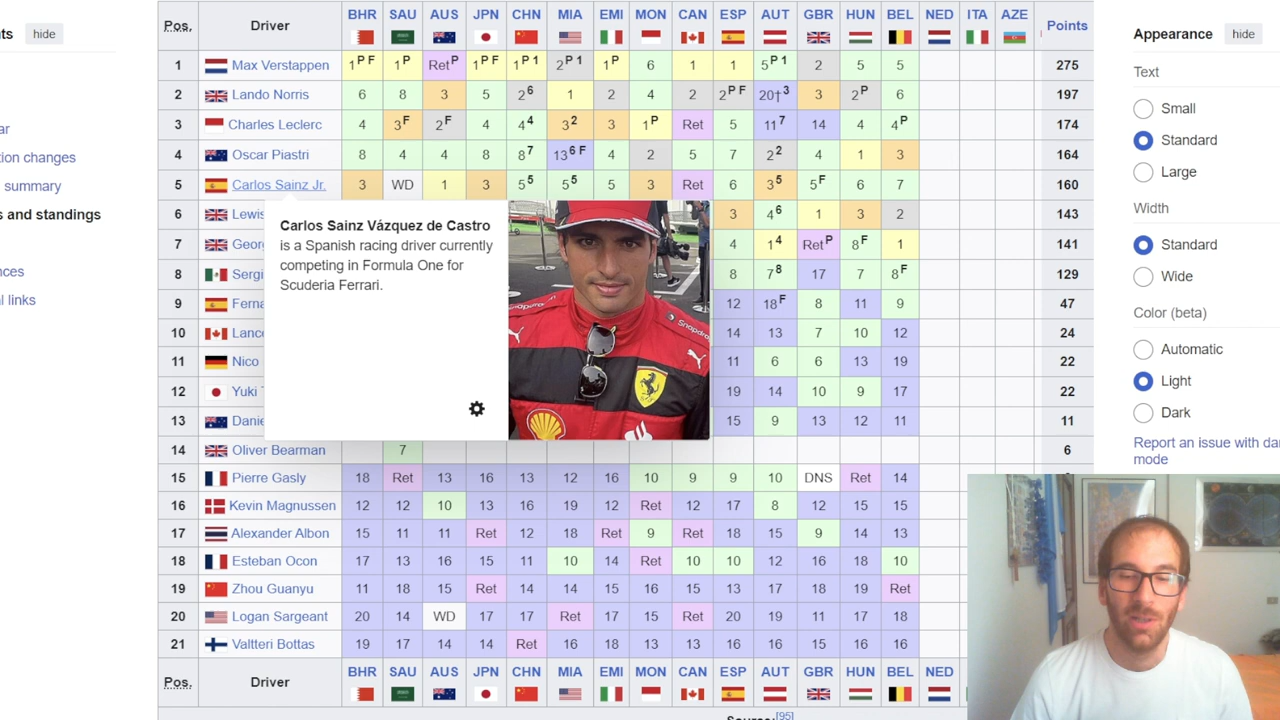 ts hide
ar
tion changes
summary
s and standings
nces
al links
Pos. Driver BHR SAU AUS JPN CHN MIA EMI MON CAN ESP AUT GBR HUN BEL NED ITA AZE Points
1 Max Verstappen 1 P F 1 P Ret P 1 P F 1 P 1 2 P 1 1 P 6 1 1 5 P 1 2 5 5 275
2 Lando Norris 6 8 3 5 2 6 1 2 4 2 2 P F 20† 3 3 2 P 6 197
3 Charles Leclerc 4 3 F 2 F 4 4 4 3 2 3 1 P Ret 5 11 7 14 4 4 P 174
4 Oscar Piastri 8 4 4 8 8 7 13 6 F 4 2 5 7 2 2 4 1 3 164
5 Carlos Sainz Jr. 3 WD 1 3 5 5 5 5 5 3 Ret 6 3 5 5 F 6 7 160
6 Lewis 3 4 6 1 3 2 143
7 Georg 4 1 4 Ret P 8 F 1 141
8 Sergi 8 7 8 17 7 8 F 129
9 Ferna 12 18 F 8 11 9 47
10 Lanc 14 13 7 10 12 24
11 Nico 11 6 6 13 19 22
12 Yuki T 19 14 10 9 17 22
13 Danie 15 9 13 12 11 11
14 Oliver Bearman 7 6
15 Pierre Gasly 18 Ret 13 16 13 12 16 10 9 9 10 DNS Ret 14
16 Kevin Magnussen 12 12 10 13 16 19 12 Ret 12 17 8 12 15 15
17 Alexander Albon 15 11 11 Ret 12 18 Ret 9 Ret 18 15 9 14 13
18 Esteban Ocon 17 13 16 15 11 10 14 Ret 10 10 12 16 18 10
19 Zhou Guanyu 11 18 15 Ret 14 14 15 16 15 13 17 18 19 Ret
20 Logan Sargeant 20 14 WD 17 17 Ret 17 15 Ret 20 19 11 17 18
21 Valtteri Bottas 19 17 14 14 Ret 16 18 13 13 16 16 15 16 16
Pos. Driver BHR SAU AUS JPN CHN MIA EMI MON CAN ESP AUT GBR HUN BEL NED
Source:[95]
Carlos Sainz Vázquez de Castro
is a Spanish racing driver currently
competing in Formula One for
Scuderia Ferrari.
Appearance hide
Text
Small
Standard
Large
Width
Standard
Wide
Color (beta)
Automatic
Light
Dark
Report an issue with dar
mode